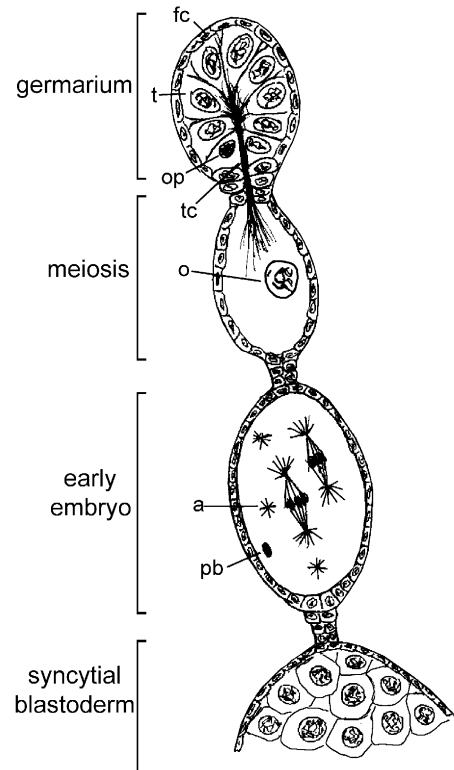 fc
germarium
t
op
tc
meiosis
o
early
embryo
a
pb
syncytial
blastoderm